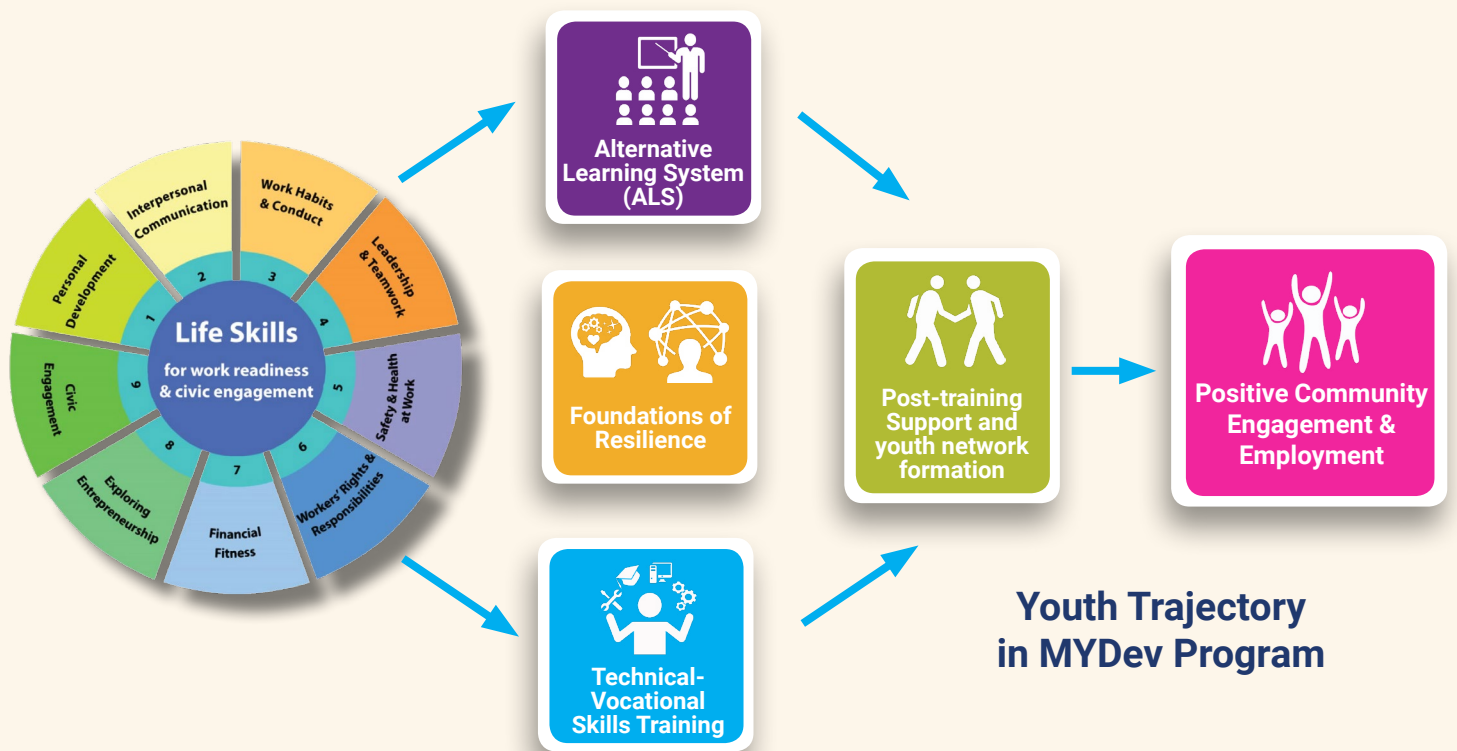 Life Skills
for work readiness
& civic engagement
1
Personal
Development
2
Interpersonal
Communication
3
Work Habits
& Conduct
4
Leadership
& Teamwork
5
Safety & Health
at Work
6
Workers' Rights &
Responsibilities
7
Financial
Fitness
8
Exploring
Entrepreneurship
9
Civic
Engagement
Alternative
Learning System
(ALS)
Foundations of
Resilience
Technical-
Vocational
Skills Training
Post-training
Support and
youth network
formation
Positive Community
Engagement &
Employment
Youth Trajectory
in MYDev Program